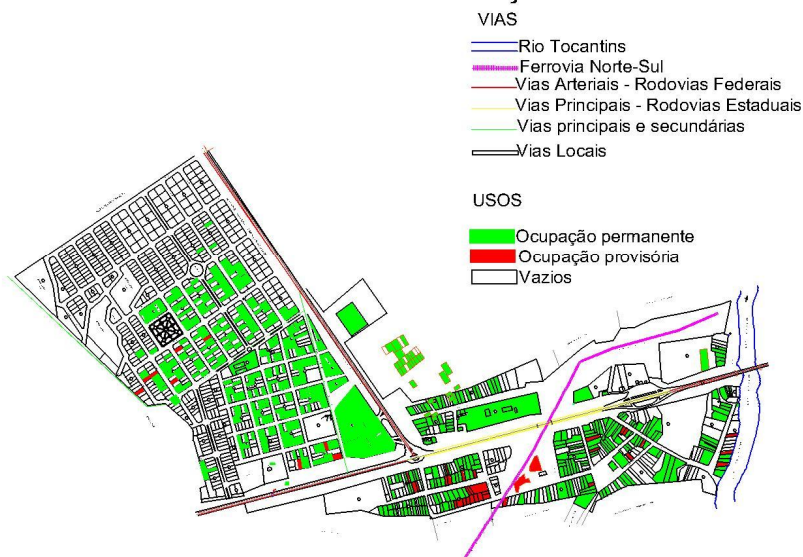 VIAS
Rio Tocantins
Ferrovia Norte-Sul
Vias Arteriais - Rodovias Federais
Vias Principais - Rodovias Estaduais
Vias principais e secundárias
Vias Locais
USOS
Ocupação permanente
Ocupação provisória
Vazios